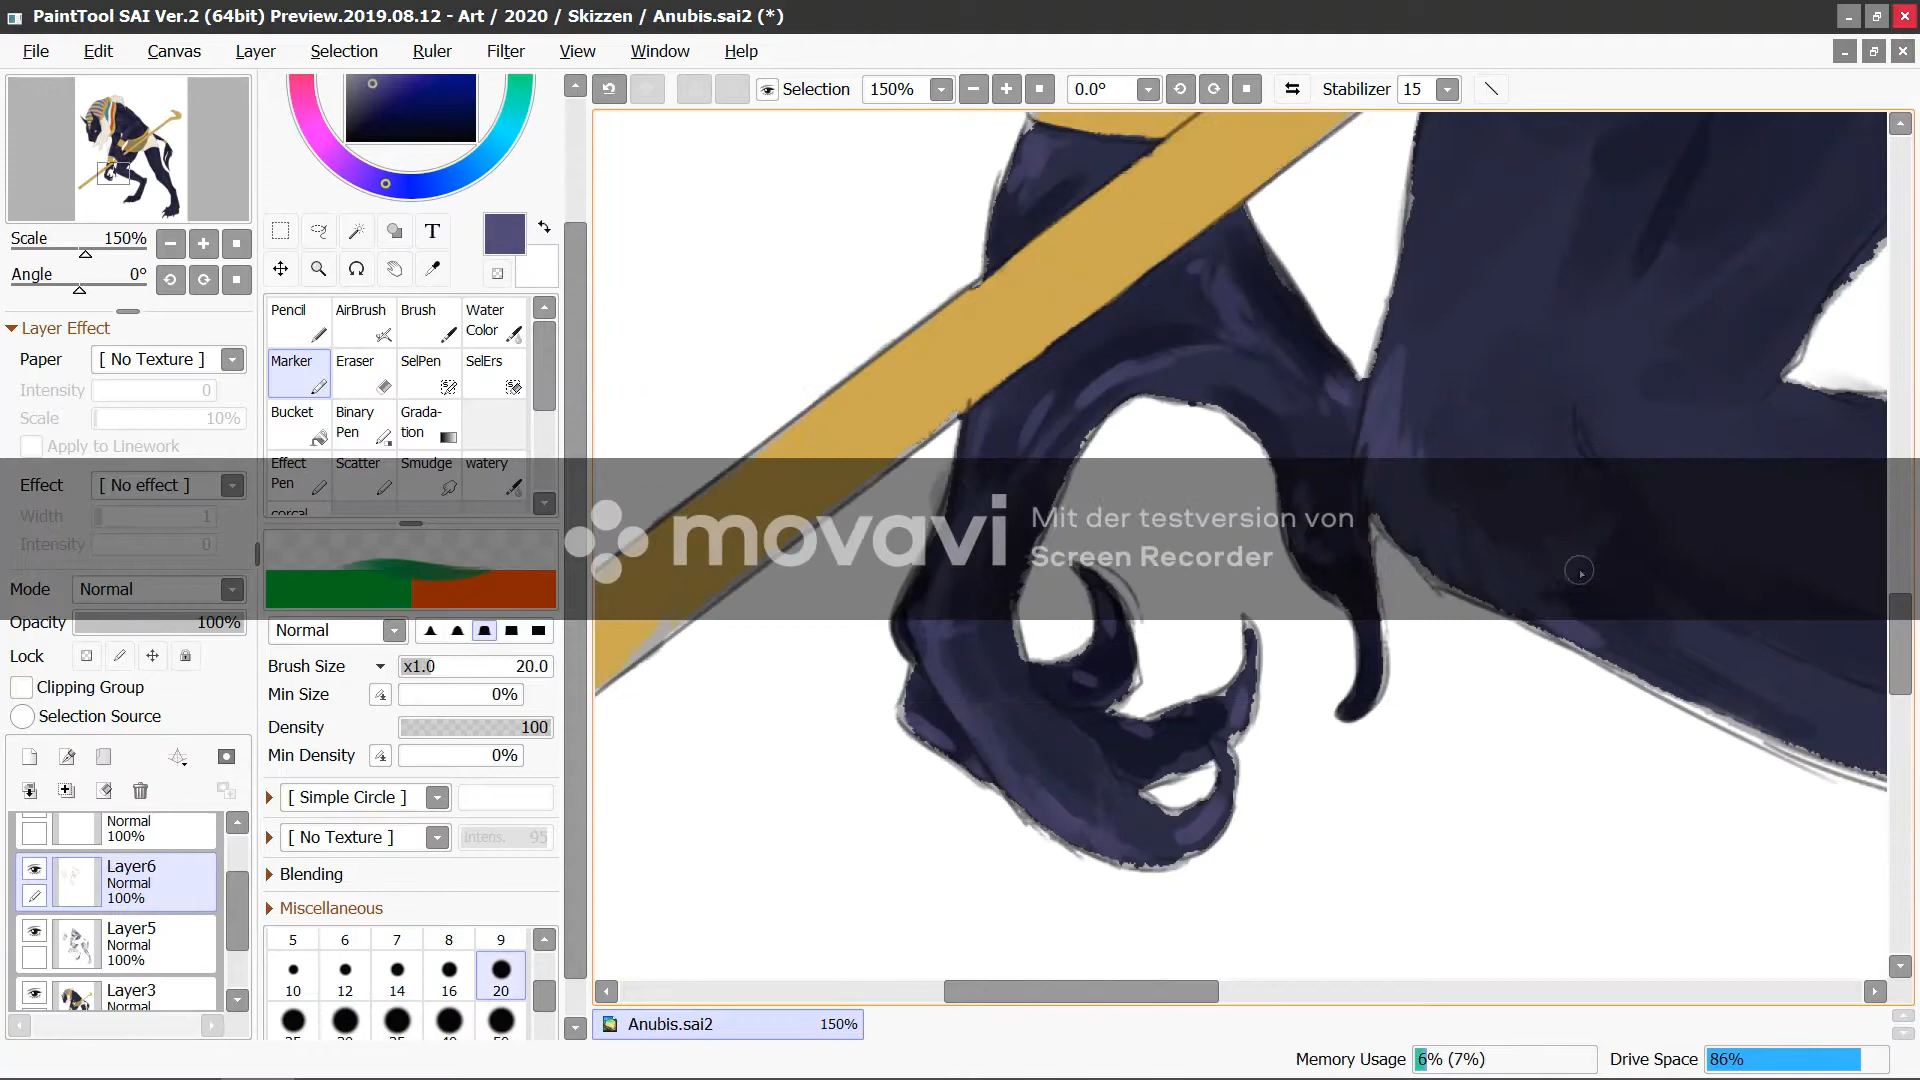 PaintTool SAI Ver.2 (64bit) Preview.2019.08.12 - Art / 2020 / Skizzen / Anubis.sai2 (*)
File Edit Canvas Layer Selection Ruler Filter View Window Help
Selection 150% 0.0° Stabilizer 15
Scale 150%
Angle 0°
Layer Effect
Paper [ No Texture ]
Intensity 0
Scale 10%
Apply to Linework
Effect [ No effect ]
Width 1
Intensity 0
Mode Normal
Opacity 100%
Lock
Clipping Group
Selection Source
Normal
100%
Layer6
Normal
100%
Layer5
Normal
100%
Layer3
Normal
T
Pencil AirBrush Brush Water Color
Marker Eraser SelPen SelErs
Bucket Binary Pen Grada-tion
Effect Pen Scatter Smudge watery
Normal
Brush Size x1.0 20.0
Min Size 0%
Density 100
Min Density 0%
[ Simple Circle ]
[ No Texture ] Intens. 95
Blending
Miscellaneous
5 6 7 8 9
10 12 14 16 20
movavi
Mit der testversion von
Screen Recorder
Anubis.sai2 150%
Memory Usage 6% (7%) Drive Space 86%